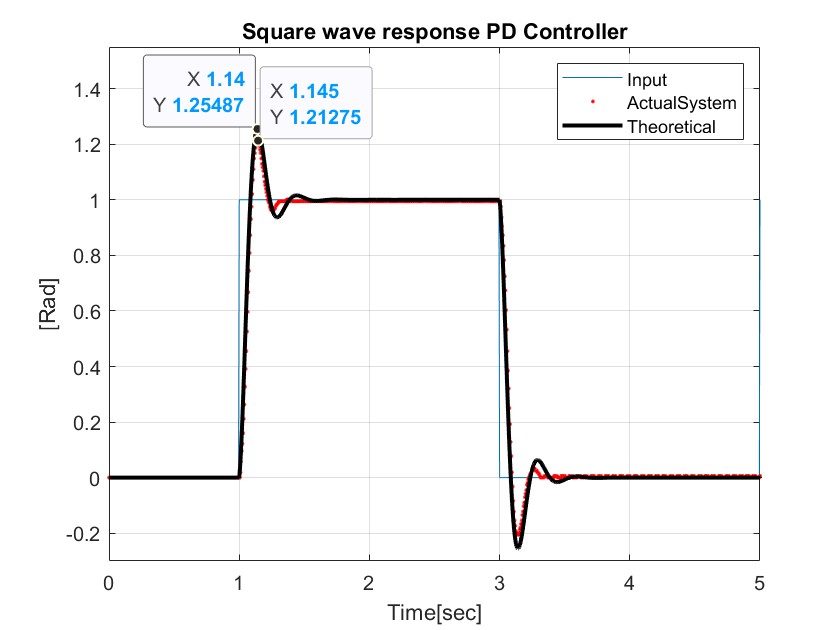 Square wave response PD Controller
X 1.14
Y 1.25487
X 1.145
Y 1.21275
Input
ActualSystem
Theoretical
1.4
1.2
1
0.8
0.6
0.4
0.2
0
-0.2
[Rad]
0 1 2 3 4 5
Time[sec]